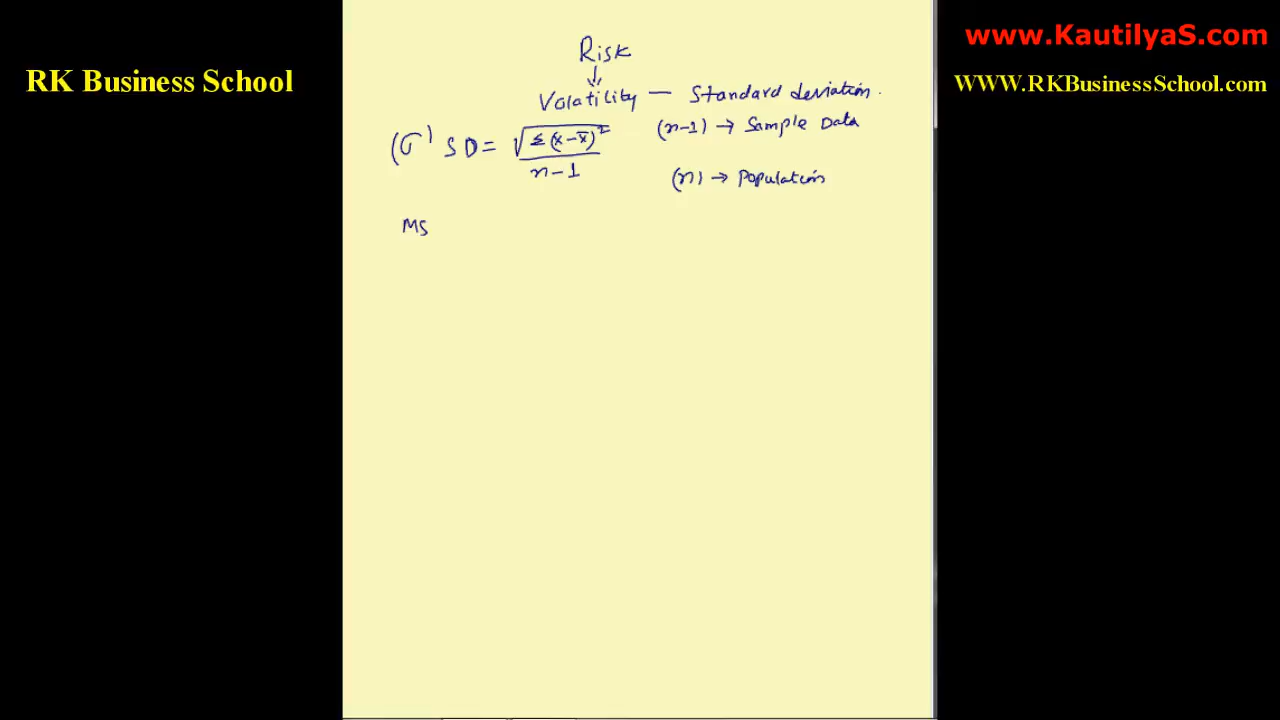 RK Business School
www.KautilyaS.com
WWW.RKBusinessSchool.com
Risk
↓
Volatility — Standard deviation.
(σ) SD = √Σ(x-x̄)² / n-1
(n-1) → Sample Data
(n) → Population
MS